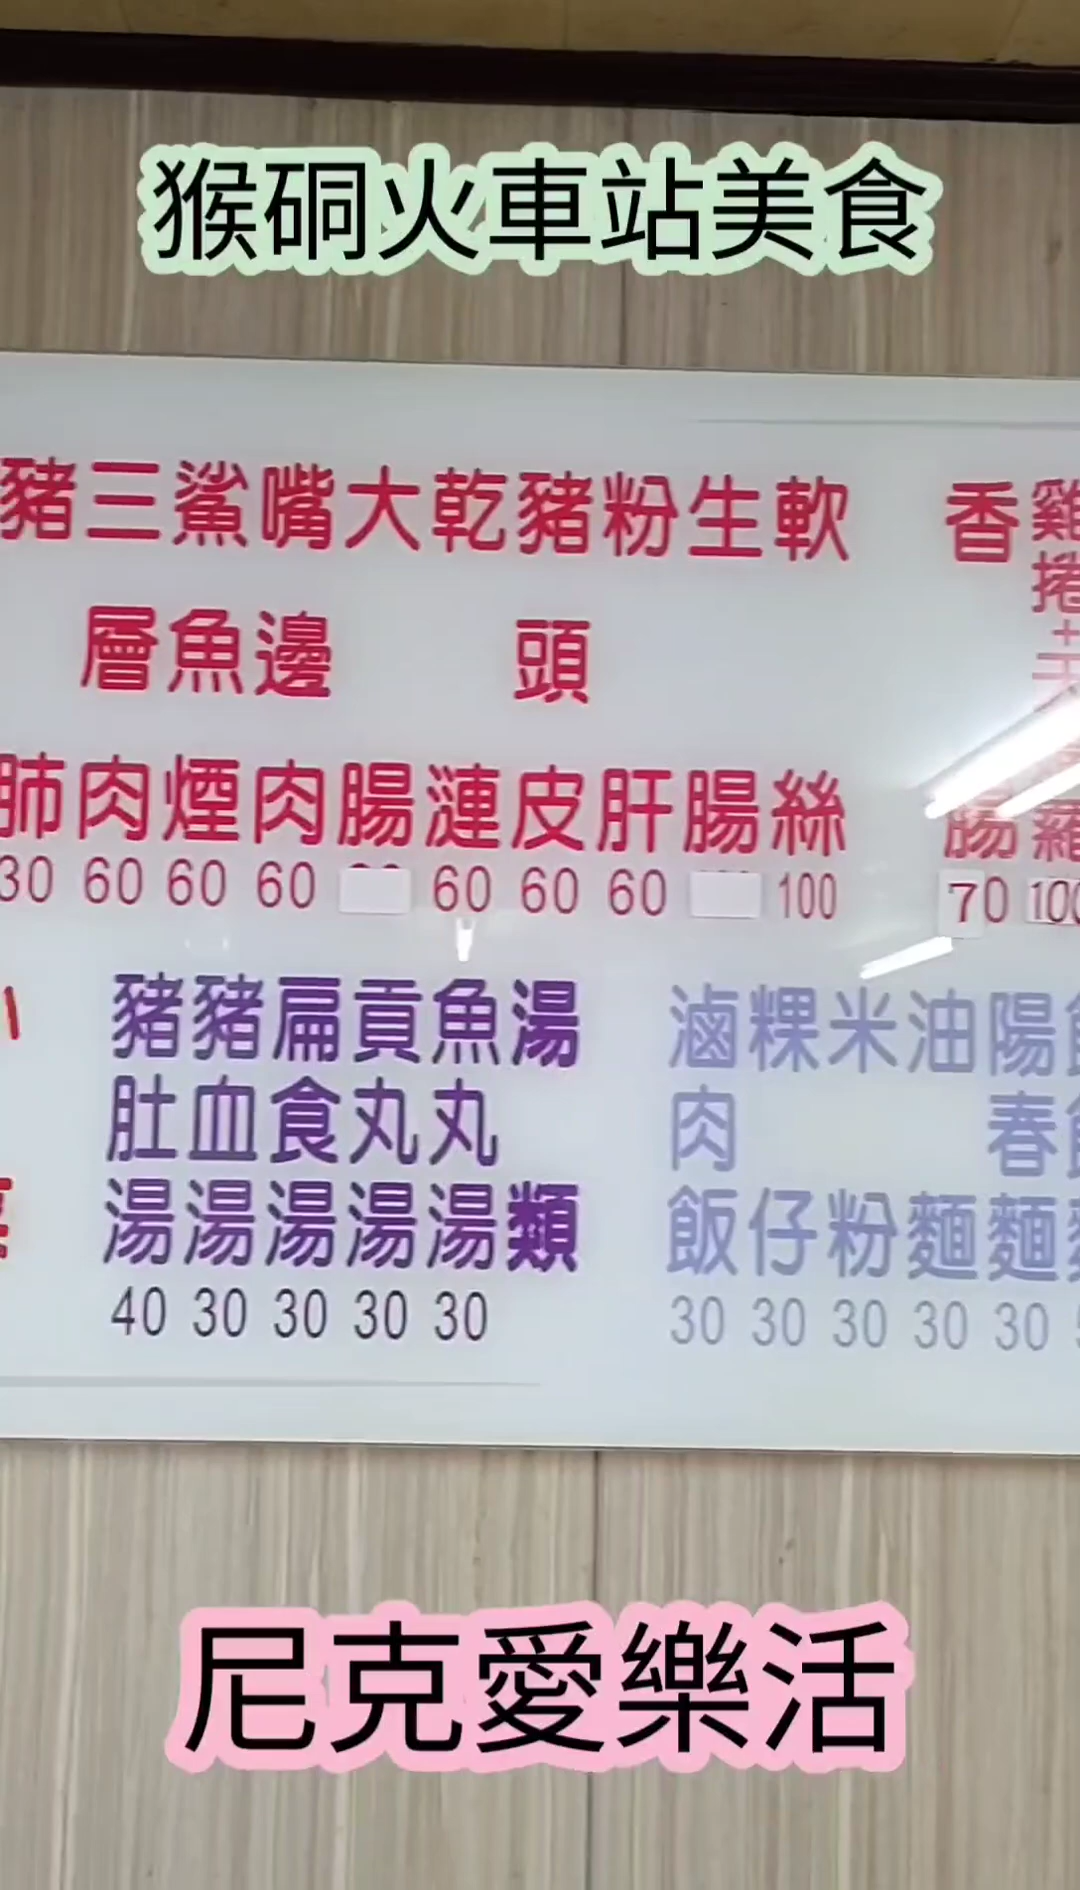 猴硐火車站美食
香腸 70
軟絲 100
生腸
粉肝 60
豬頭皮 60
乾漣 60
大腸
嘴邊肉 60
鯊魚煙 60
三層肉 60
豬肺 30
陽春麵 30
油麵 30
米粉 30
粿仔 30
滷肉飯 30
湯類
魚丸湯 30
貢丸湯 30
扁食湯 30
豬血湯 30
豬肚湯 40
尼克愛樂活